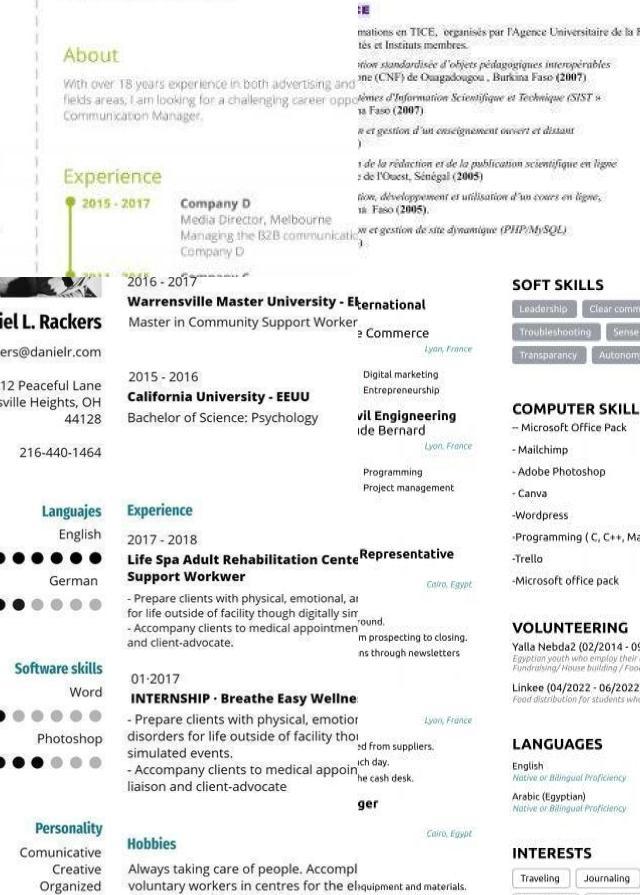 About
With over 18 years experience in both advertising and
fields areas, I am looking for a challenging career oppo
Communication Manager.
Experience
2015 - 2017
Company D
Media Director, Melbourne
Managing the B2B communicatio
Company D
CE
mations en TICE, organisés par l'Agence Universitaire de la F
tés et Instituts membres.
tion standardisée d'objets pédagogiques interopérables
ne (CNF) de Ouagadougou , Burkina Faso (2007)
èmes d'Information Scientifique et Technique (SIST »
a Faso (2007)
n et gestion d'un enseignement ouvert et distant
)
n de la rédaction et de la publication scientifique en ligne
e de l'Ouest, Sénégal (2005)
tion, développement et utilisation d'un cours en ligne,
na Faso (2005).
on et gestion de site dynamique (PHP/MySQL)
)
iel L. Rackers
ers@danielr.com
12 Peaceful Lane
sville Heights, OH
44128
216-440-1464
Languajes
English
German
Software skills
Word
Photoshop
Personality
Comunicative
Creative
Organized
2016 - 2017
Warrensville Master University - EE
Master in Community Support Worker
2015 - 2016
California University - EEUU
Bachelor of Science: Psychology
Experience
2017 - 2018
Life Spa Adult Rehabilitation Cente
Support Workwer
- Prepare clients with physical, emotional, an
for life outside of facility though digitally sim
- Accompany clients to medical appointmen
and client-advocate.
01·2017
INTERNSHIP · Breathe Easy Wellne
- Prepare clients with physical, emotion
disorders for life outside of facility thou
simulated events.
- Accompany clients to medical appoin
liaison and client-advocate
Hobbies
Always taking care of people. Accompl
voluntary workers in centres for the el
ternational
e Commerce
Lyon, France
Digital marketing
Entrepreneurship
vil Engigneering
de Bernard
Lyon, France
Programming
Project management
Representative
Cairo, Egypt
round.
m prospecting to closing.
ns through newsletters
Lyon, France
ed from suppliers.
ch day.
he cash desk.
ger
Cairo, Egypt
equipment and materials.
SOFT SKILLS
Leadership
Clear comm
Troubleshooting
Sense
Transparency
Autonom
COMPUTER SKILL
-- Microsoft Office Pack
- Mailchimp
- Adobe Photoshop
- Canva
-Wordpress
-Programming ( C, C++, Ma
-Trello
-Microsoft office pack
VOLUNTEERING
Yalla Nebda2 (02/2014 - 09
Egyptian youth who employ their
Fundraising/ House building / Foo
Linkee (04/2022 - 06/2022
Food distribution for students wh
LANGUAGES
English
Native or Bilingual Proficiency
Arabic (Egyptian)
Native or Bilingual Proficiency
INTERESTS
Traveling
Journaling